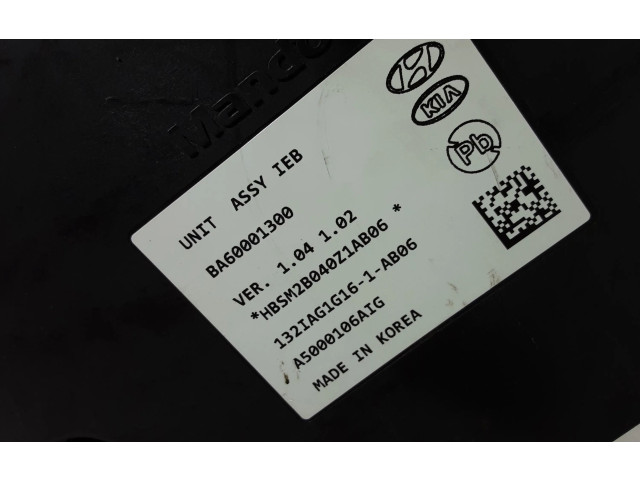 Mando
KIA
Pb
UNIT ASSY IEB
BA60001300
VER. 1.04 1.02
*HBSM2B040Z1AB06 *
132IAG1G16-1-AB06
A5000106AIG
MADE IN KOREA